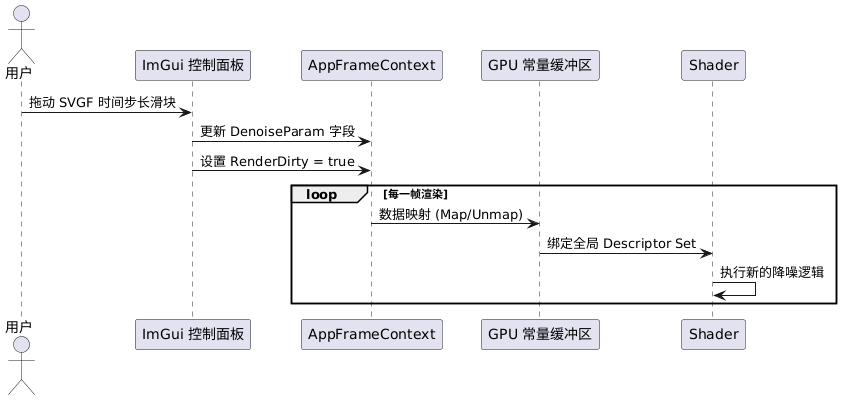 用户
ImGui 控制面板
AppFrameContext
GPU 常量缓冲区
Shader
拖动 SVGF 时间步长滑块
更新 DenoiseParam 字段
设置 RenderDirty = true
loop [每一帧渲染]
数据映射 (Map/Unmap)
绑定全局 Descriptor Set
执行新的降噪逻辑
用户
ImGui 控制面板
AppFrameContext
GPU 常量缓冲区
Shader